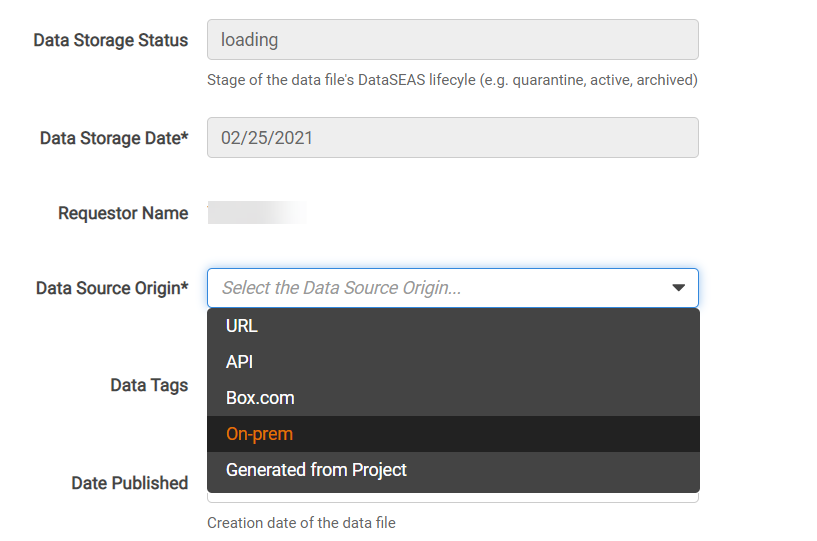 Data Storage Status
loading
Stage of the data file's DataSEAS lifecyle (e.g. quarantine, active, archived)
Data Storage Date*
02/25/2021
Requestor Name
Data Source Origin*
Select the Data Source Origin...
URL
API
Data Tags
Box.com
On-prem
Generated from Project
Date Published
Creation date of the data file